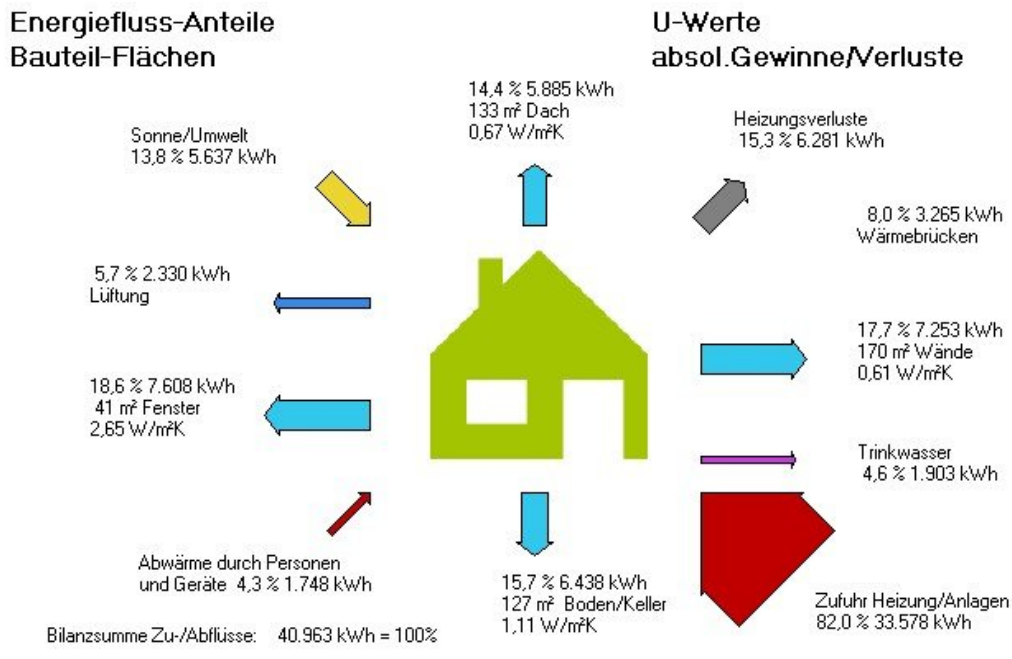 Energiefluss-Anteile
Bauteil-Flächen
U-Werte
absol.Gewinne/Verluste
14,4 % 5.885 kWh
133 m² Dach
0,67 W/m²K
Sonne/Umwelt
13,8 % 5.637 kWh
Heizungsverluste
15,3 % 6.281 kWh
8,0 % 3.265 kWh
Wärmebrücken
5,7 % 2.330 kWh
Lüftung
17,7 % 7.253 kWh
170 m² Wände
0,61 W/m²K
18,6 % 7.608 kWh
41 m² Fenster
2,65 W/m²K
Trinkwasser
4,6 % 1.903 kWh
Abwärme durch Personen
und Geräte 4,3 % 1.748 kWh
15,7 % 6.438 kWh
127 m² Boden/Keller
1,11 W/m²K
Zufuhr Heizung/Anlagen
82,0 % 33.578 kWh
Bilanzsumme Zu-/Abflüsse: 40.963 kWh = 100%